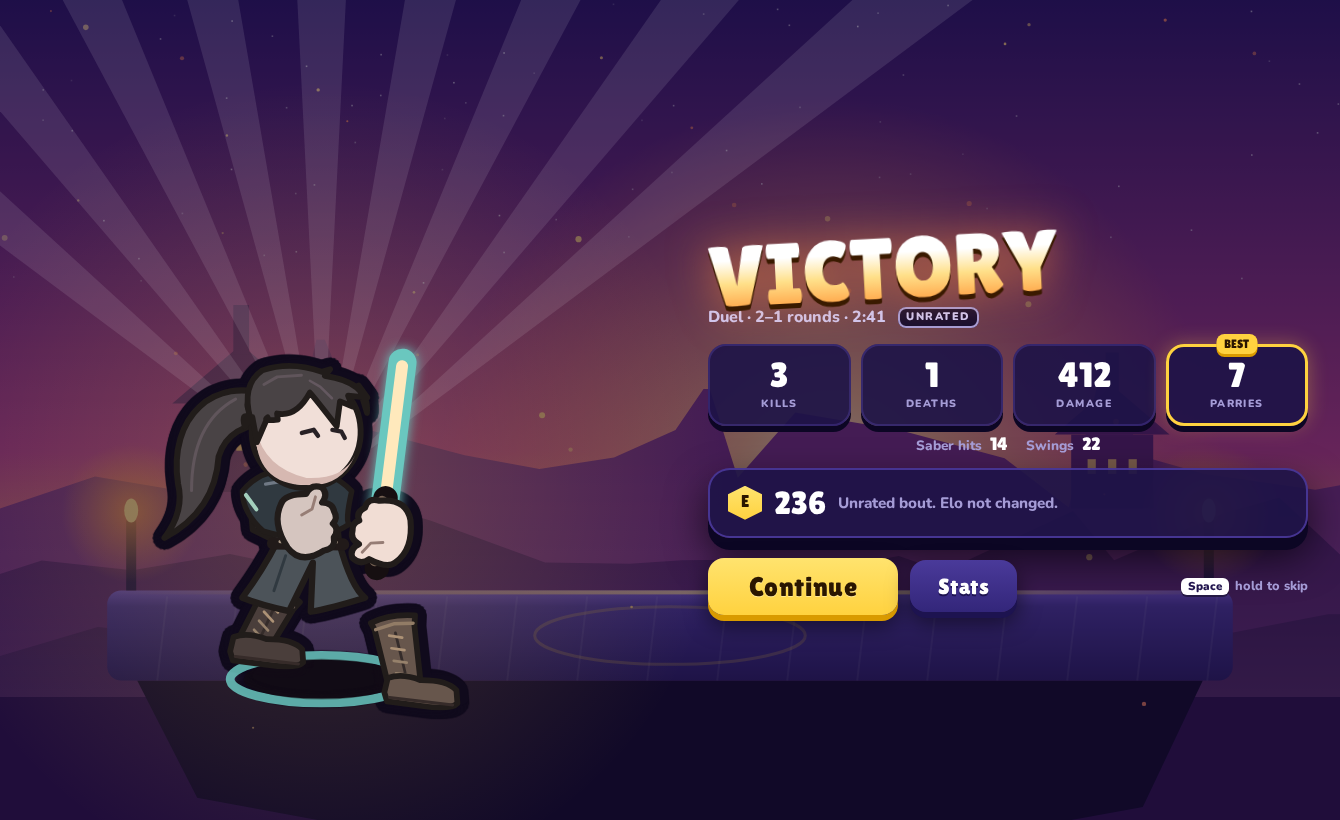 VICTORY
Duel · 2–1 rounds · 2:41 UNRATED
BEST
3 1 412 7
KILLS DEATHS DAMAGE PARRIES
Saber hits 14 Swings 22
E 236 Unrated bout. Elo not changed.
Continue Stats Space hold to skip